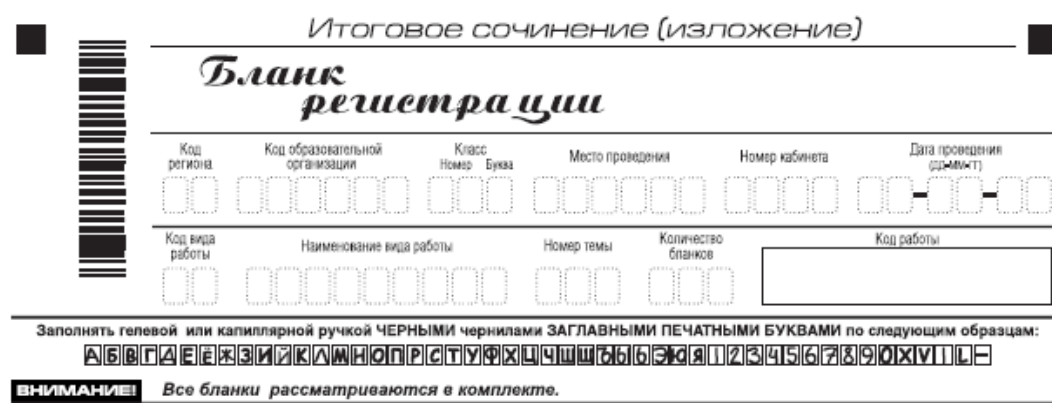 Итоговое сочинение (изложение)
Бланк
регистрации
Код региона
Код образовательной организации
Класс
Номер Буква
Место проведения
Номер кабинета
Дата проведения
(ДД-ММ-ГГ)
Код вида работы
Наименование вида работы
Номер темы
Количество бланков
Код работы
Заполнять гелевой или капиллярной ручкой ЧЕРНЫМИ чернилами ЗАГЛАВНЫМИ ПЕЧАТНЫМИ БУКВАМИ по следующим образцам:
АБВГДЕЁЖЗИЙКЛМНОПРСТУФХЦЧШЩЪЫЬЭЮЯ1234567890XVIL-
ВНИМАНИЕ! Все бланки рассматриваются в комплекте.